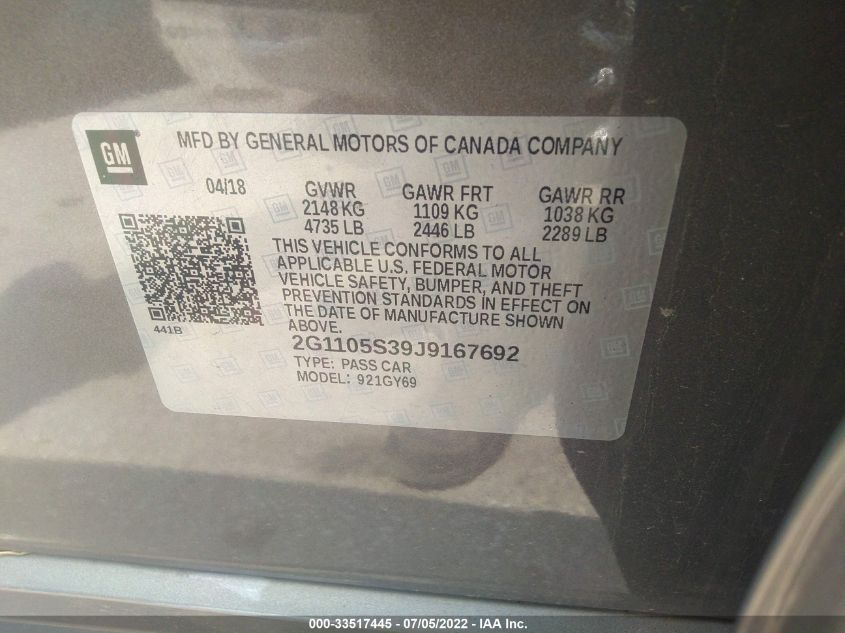 GM
MFD BY GENERAL MOTORS OF CANADA COMPANY
04/18 GVWR GAWR FRT GAWR RR
2148 KG 1109 KG 1038 KG
4735 LB 2446 LB 2289 LB
THIS VEHICLE CONFORMS TO ALL
APPLICABLE U.S. FEDERAL MOTOR
VEHICLE SAFETY, BUMPER, AND THEFT
PREVENTION STANDARDS IN EFFECT ON
THE DATE OF MANUFACTURE SHOWN
ABOVE.
441B
2G1105S39J9167692
TYPE: PASS CAR
MODEL: 921GY69
000-33517445 - 07/05/2022 - IAA Inc.